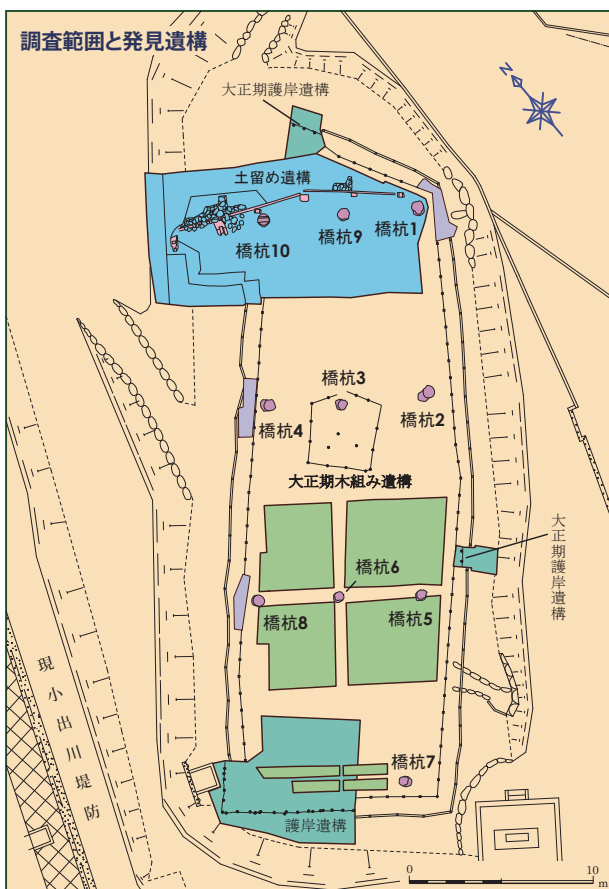 調査範囲と発見遺構
N
大正期護岸遺構
土留め遺構
橋杭1
橋杭9
橋杭10
橋杭3
橋杭2
橋杭4
大正期木組み遺構
大正期護岸遺構
橋杭6
橋杭8
橋杭5
現小出川堤防
橋杭7
護岸遺構
0
10
m